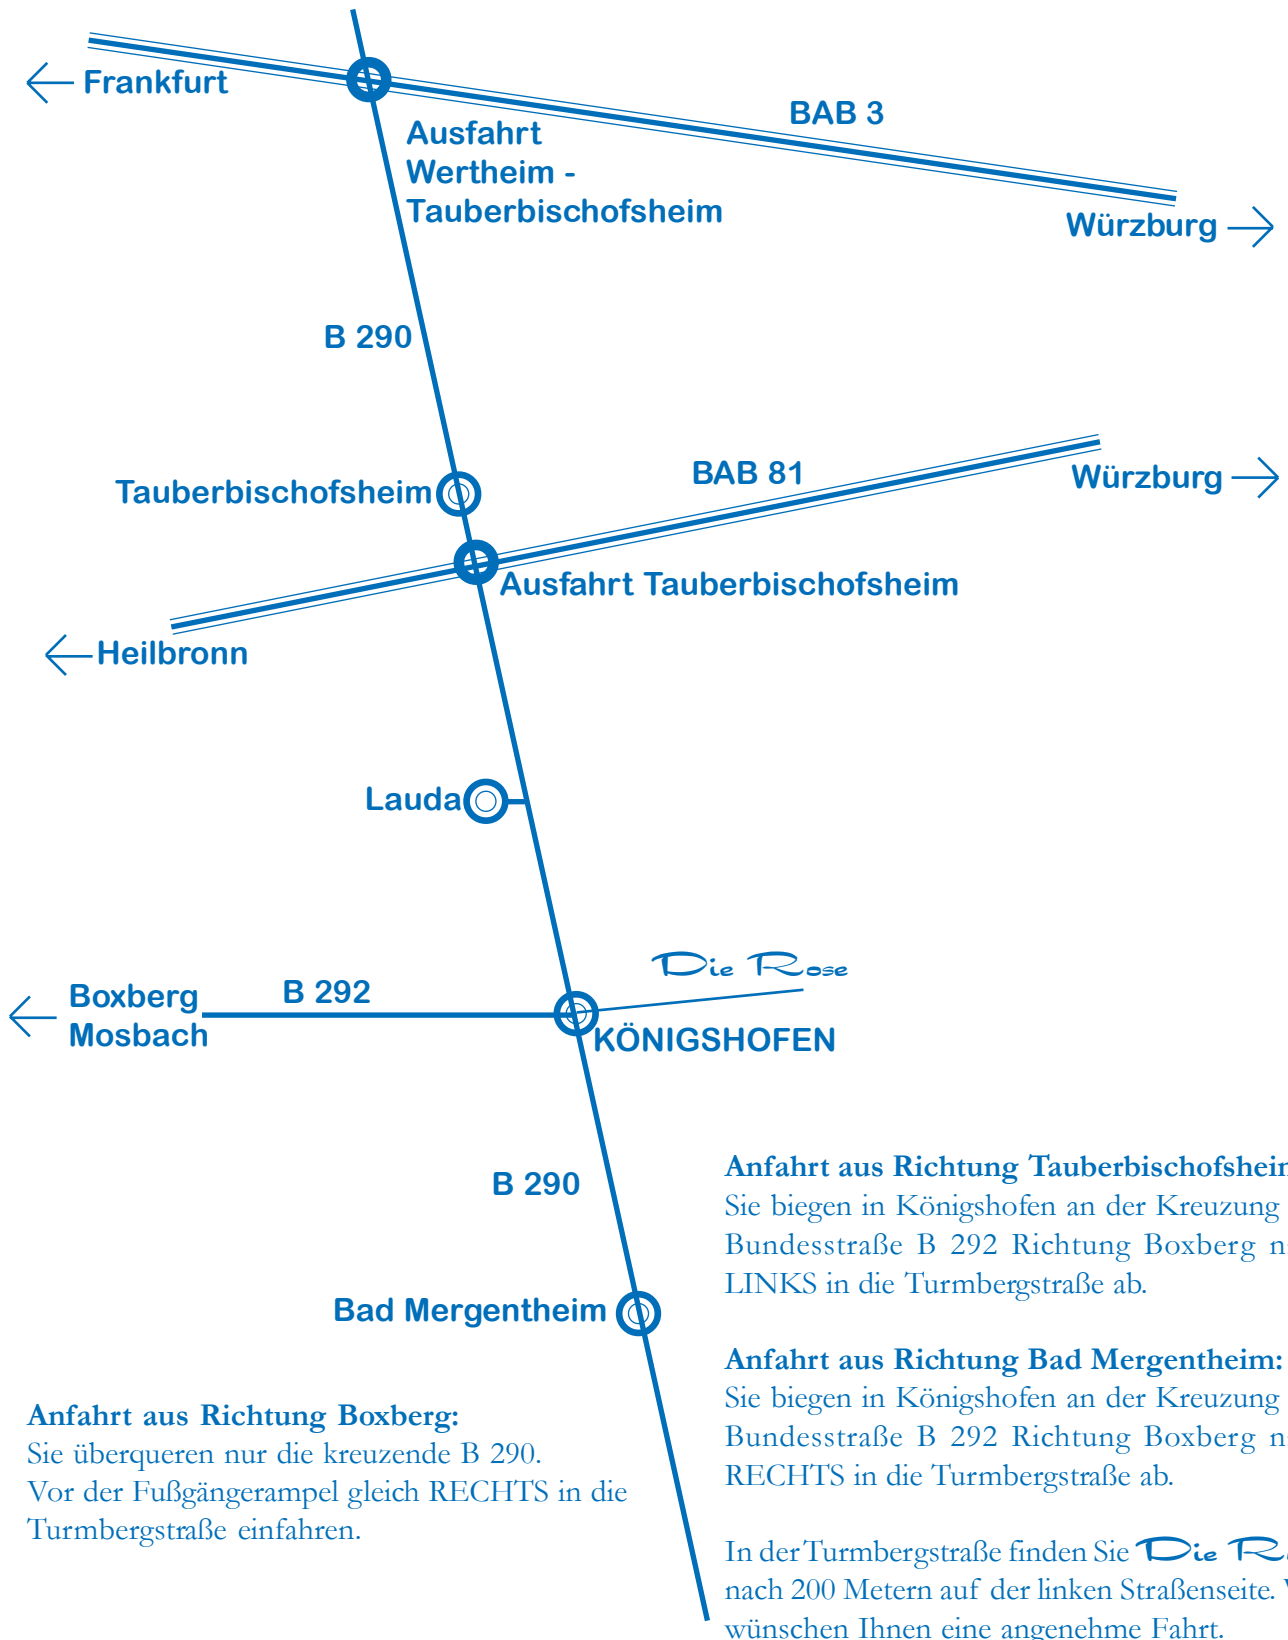 Frankfurt
BAB 3
Ausfahrt
Wertheim -
Tauberbischofsheim
Würzburg
B 290
Tauberbischofsheim
BAB 81
Würzburg
Ausfahrt Tauberbischofsheim
Heilbronn
Lauda
Die Rose
Boxberg
Mosbach
B 292
KÖNIGSHOFEN
B 290
Bad Mergentheim
Anfahrt aus Richtung Boxberg:
Sie überqueren nur die kreuzende B 290.
Vor der Fußgängerampel gleich RECHTS in die
Turmbergstraße einfahren.
Anfahrt aus Richtung
Sie biegen in Königshofen an der Kreuzung
Bundesstraße B 292 Richtung Boxberg
LINKS in die Turmbergstraße ab.
Anfahrt aus Richtung Bad Mergentheim:
Sie biegen in Königshofen an der Kreuzung
Bundesstraße B 292 Richtung Boxberg
RECHTS in die Turmbergstraße ab.
In der Turmbergstraße finden Sie Die
nach 200 Metern auf der linken Straßenseite.
wünschen Ihnen eine angenehme Fahrt.